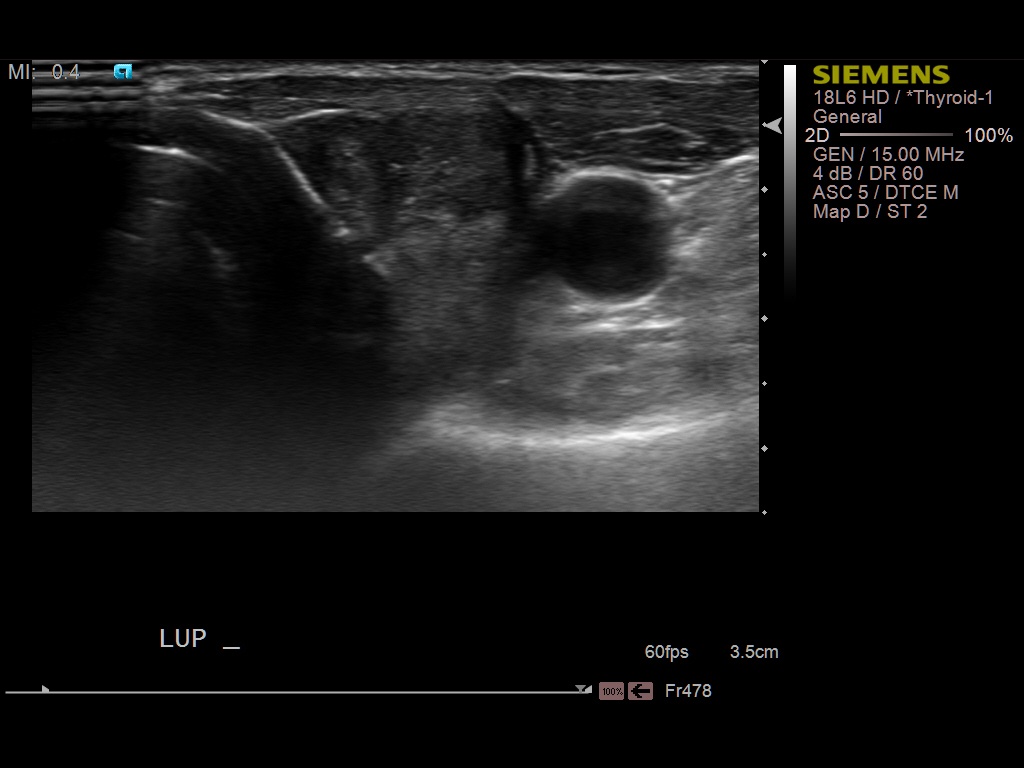 MI: 0.4
SIEMENS
18L6 HD / *Thyroid-1
General
2D 100%
GEN / 15.00 MHz
4 dB / DR 60
ASC 5 / DTCE M
Map D / ST 2
LUP _
60fps 3.5cm
100% Fr478